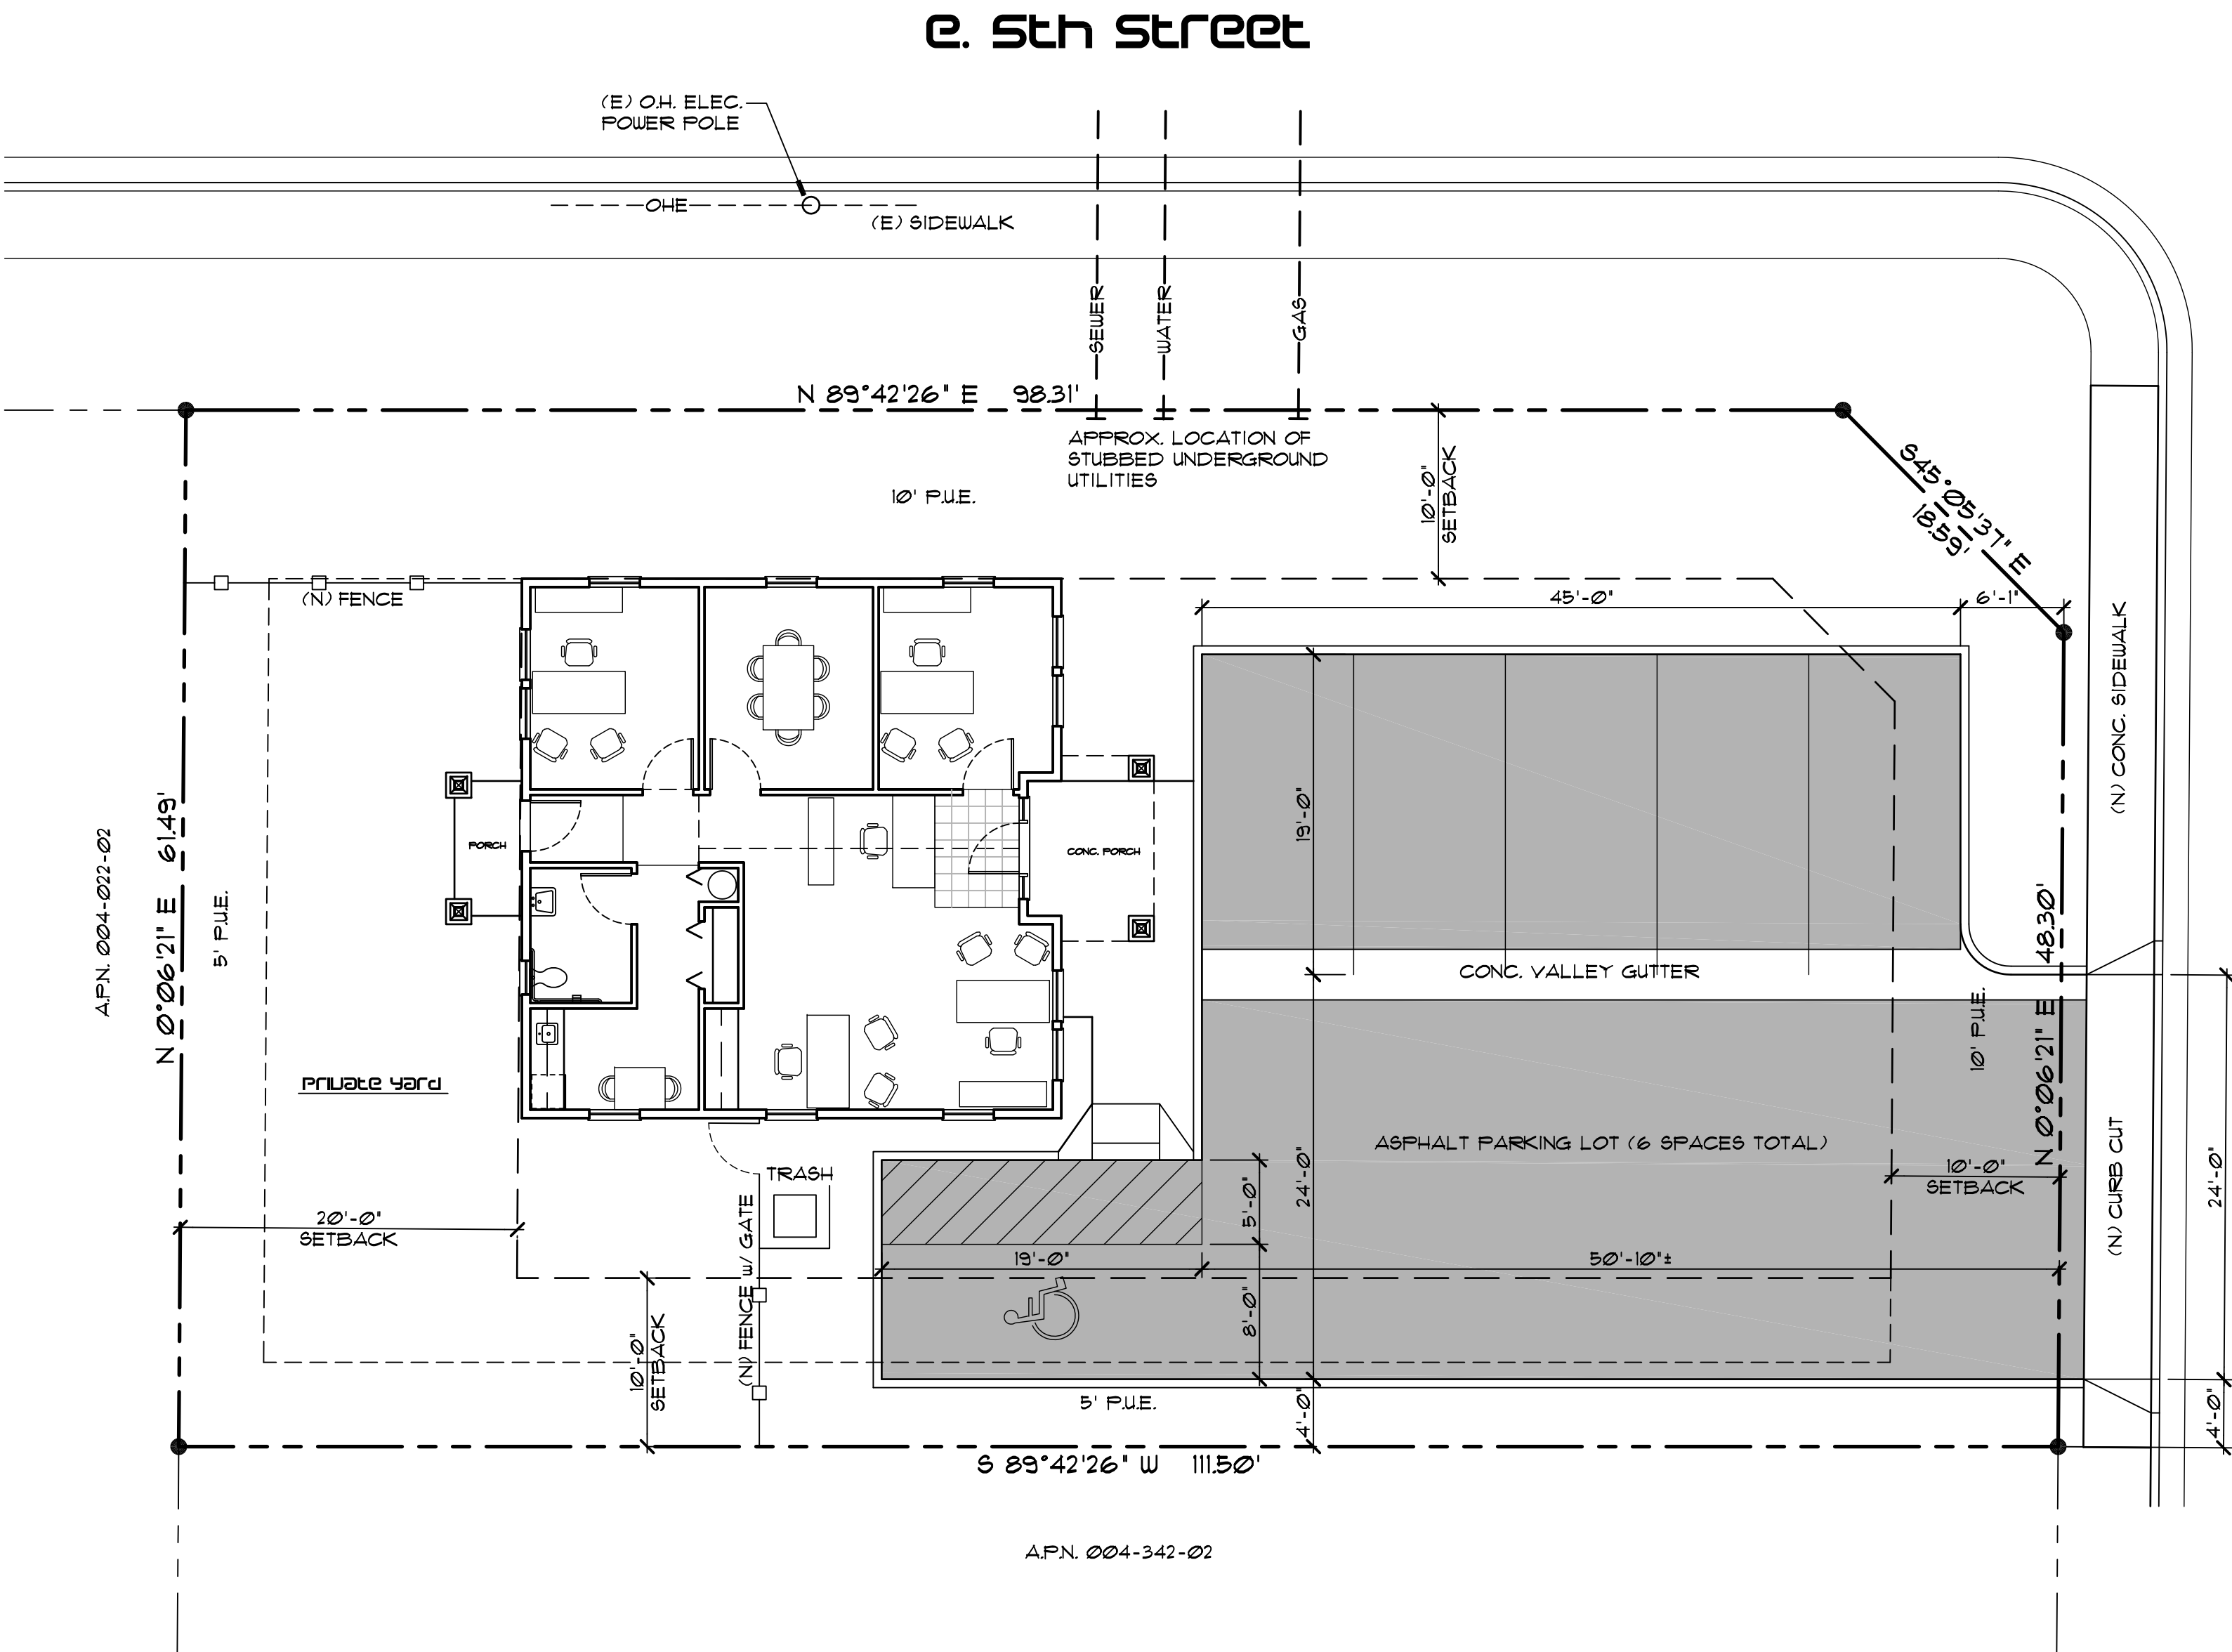 e. 5th street
(E) O.H. ELEC.
POWER POLE
OHE
(E) SIDEWALK
SEWER
WATER
GAS
N 89°42'26" E 98.31'
APPROX. LOCATION OF
STUBBED UNDERGROUND
UTILITIES
10' P.U.E.
10'-0"
SETBACK
S45°05'37" E
18.59'
(N) FENCE
45'-0"
6'-1"
(N) CONC. SIDEWALK
A.P.N. 004-022-02
N 0°06'21" E 61.49'
5' P.U.E.
PORCH
CONC. PORCH
19'-0"
CONC. VALLEY GUTTER
10' P.U.E.
N 0°06'21" E 48.30'
Private yard
ASPHALT PARKING LOT (6 SPACES TOTAL)
TRASH
10'-0"
SETBACK
(N) CURB CUT
24'-0"
24'-0"
20'-0"
SETBACK
(N) FENCE w/ GATE
5'-0"
19'-0"
50'-10"±
8'-0"
10'-0"
SETBACK
5' P.U.E.
4'-0"
4'-0"
S 89°42'26" W 111.50'
A.P.N. 004-342-02